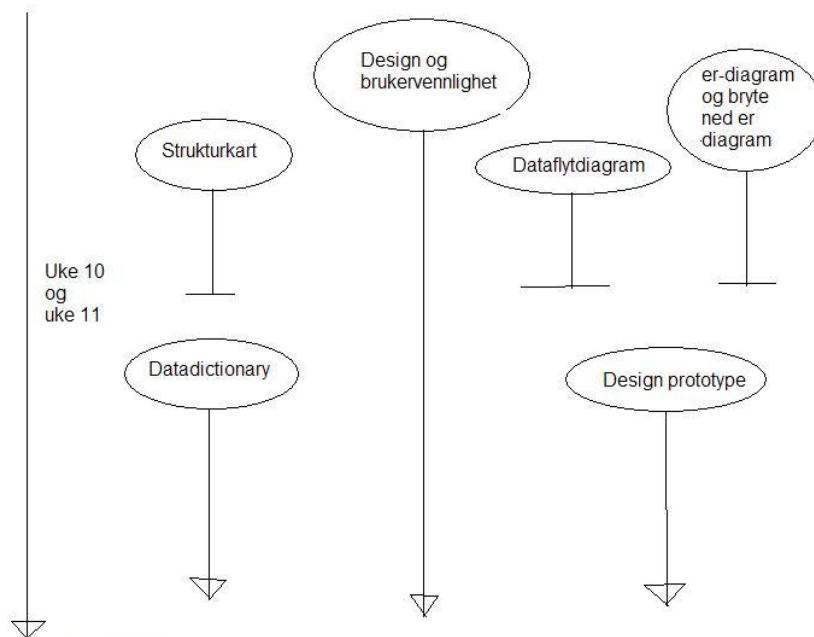 Design og
brukervennlighet
er-diagram
og bryte
ned er
diagram
Strukturkart
Dataflytdiagram
Uke 10
og
uke 11
Datadictionary
Design prototype